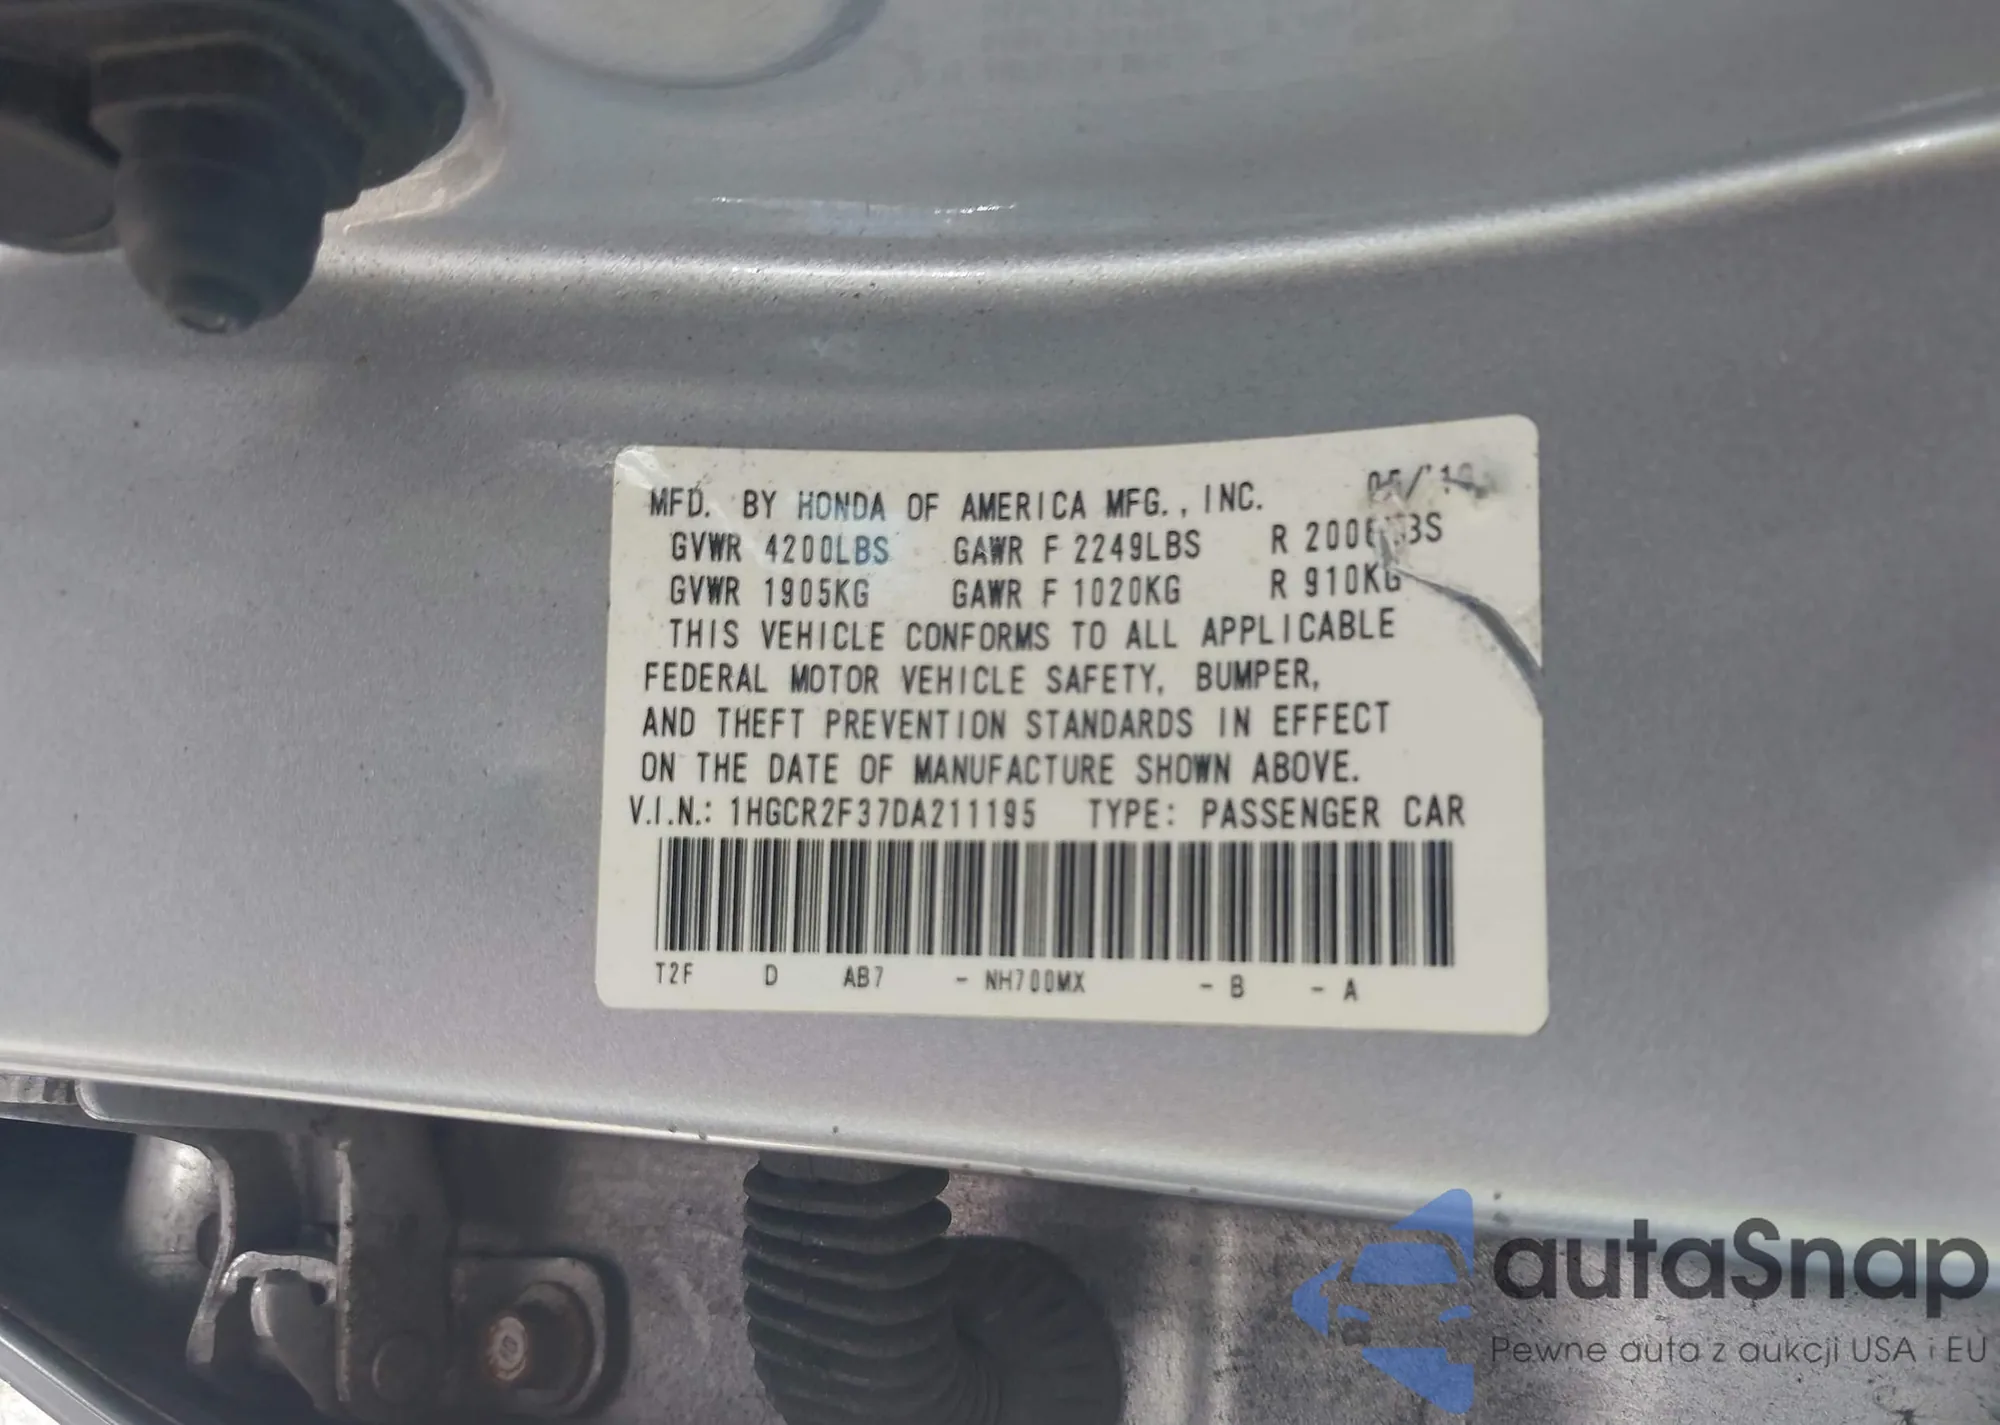 MFD. BY HONDA OF AMERICA MFG., INC.
GVWR 4200LBS GAWR F 2249LBS R
GVWR 1905KG GAWR F 1020KG R 910KG
THIS VEHICLE CONFORMS TO ALL APPLICABLE
FEDERAL MOTOR VEHICLE SAFETY, BUMPER,
AND THEFT PREVENTION STANDARDS IN EFFECT
ON THE DATE OF MANUFACTURE SHOWN ABOVE.
V.I.N.: 1HGCR2F37DA211195 TYPE: PASSENGER CAR
T2F D AB7 - NH700MX - B - A
autaSnap
Pewne auta z aukcji USA i EU